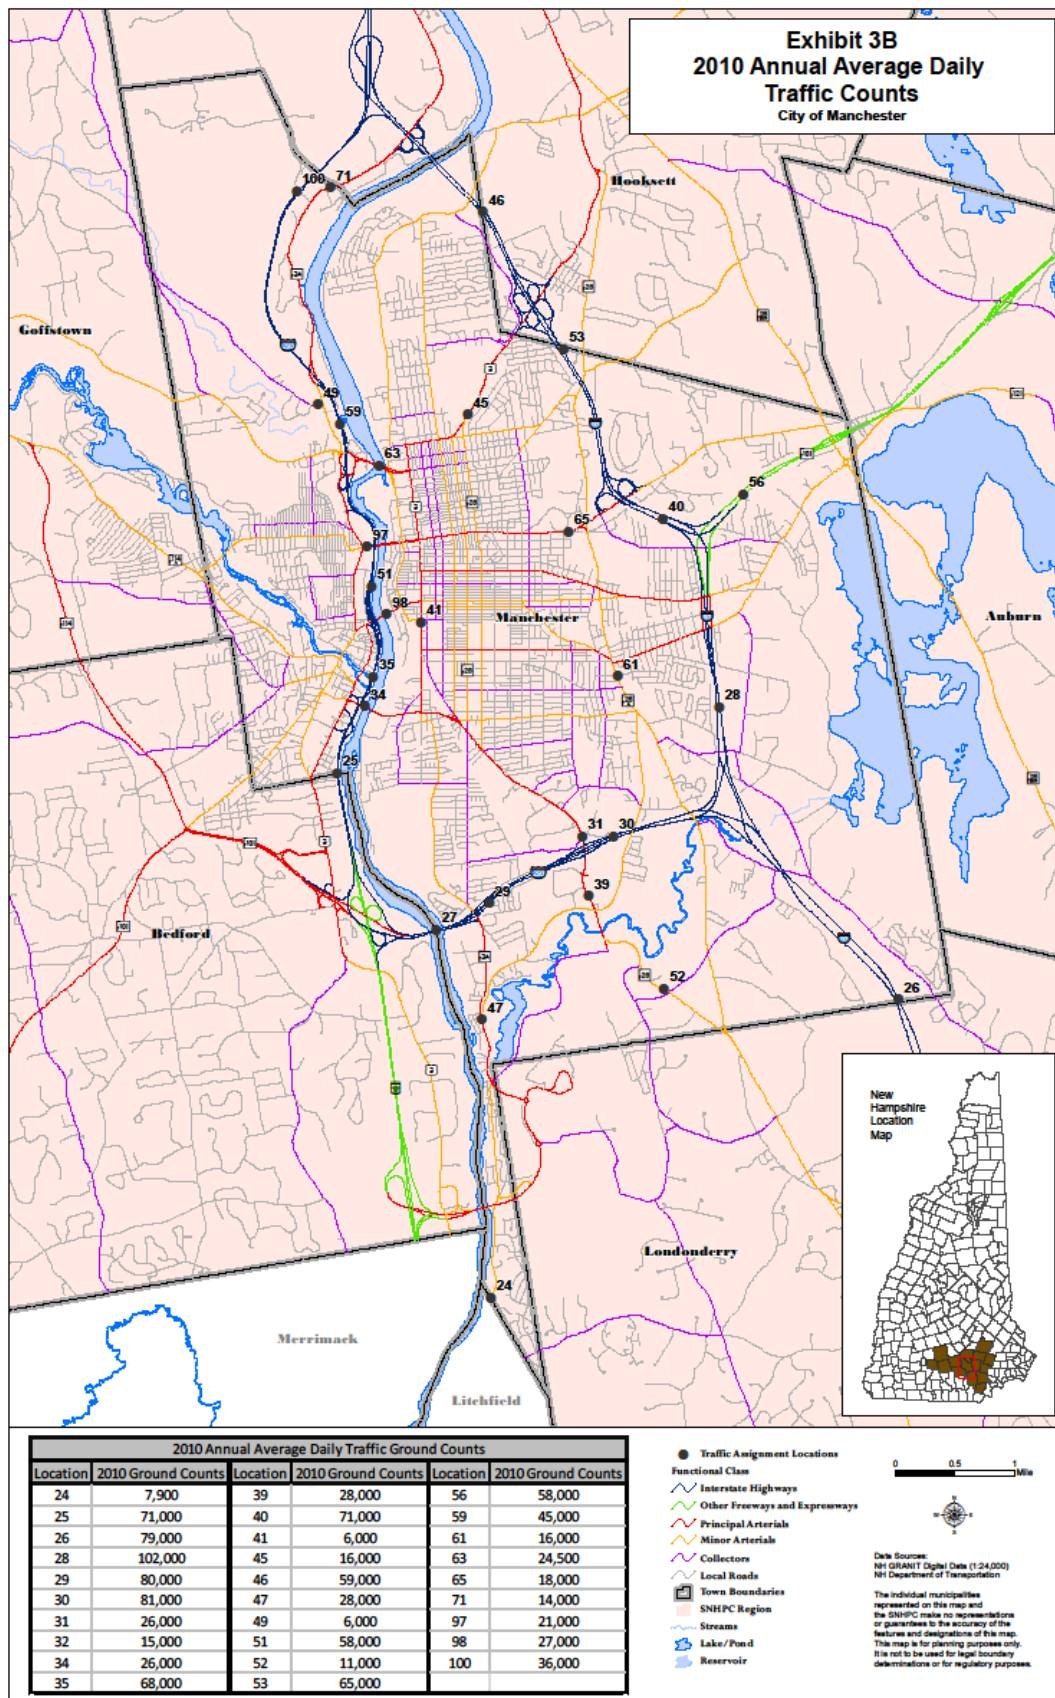 Exhibit 3B
2010 Annual Average Daily
Traffic Counts
City of Manchester
71
100
Hooksett
46
Goffstown
53
3
49
45
59
63
3
56
40
65
97
51
98
41
Manchester
Auburn
61
35
28
34
25
3
31
30
39
29
27
Bedford
52
26
47
3
New
Hampshire
Location
Map
Londonderry
24
Merrimack
Litchfield
2010 Annual Average Daily Traffic Ground Counts
Location 2010 Ground Counts Location 2010 Ground Counts Location 2010 Ground Counts
24 7,900 39 28,000 56 58,000
25 71,000 40 71,000 59 45,000
26 79,000 41 6,000 61 16,000
28 102,000 45 16,000 63 24,500
29 80,000 46 59,000 65 18,000
30 81,000 47 28,000 71 14,000
31 26,000 49 6,000 97 21,000
32 15,000 51 58,000 98 27,000
34 26,000 52 11,000 100 36,000
35 68,000 53 65,000
Traffic Assignment Locations
Functional Class
Interstate Highways
Other Freeways and Expressways
Principal Arterials
Minor Arterials
Collectors
Local Roads
Town Boundaries
SNHPC Region
Streams
Lake/Pond
Reservoir
0 0.5 1
Mile
N
W E
S
Data Sources:
NH GRANIT Digital Data (1:24,000)
NH Department of Transportation
The individual municipalities
represented on this map and
the SNHPC make no representations
or guarantees to the accuracy of the
features and designations of this map.
This map is for planning purposes only.
It is not to be used for legal boundary
determinations or for regulatory purposes.